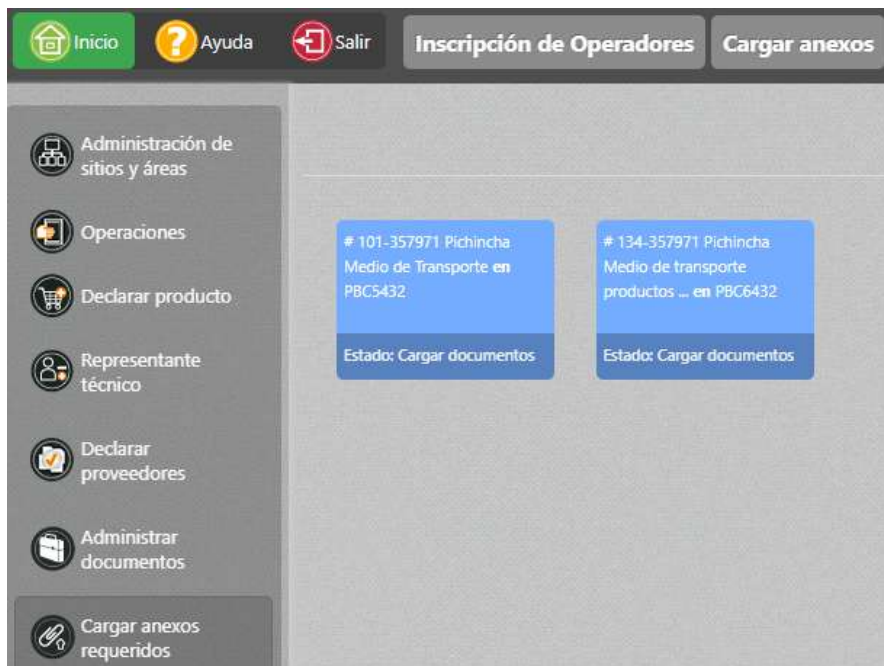 Inicio
Ayuda
Salir
Inscripción de Operadores
Cargar anexos
Administración de
sitios y áreas
Operaciones
Declarar producto
Representante
técnico
Declarar
proveedores
Administrar
documentos
Cargar anexos
requeridos
# 101-357971 Pichincha
Medio de Transporte en
PBC5432
Estado: Cargar documentos
# 134-357971 Pichincha
Medio de transporte
productos ... en PBC6432
Estado: Cargar documentos